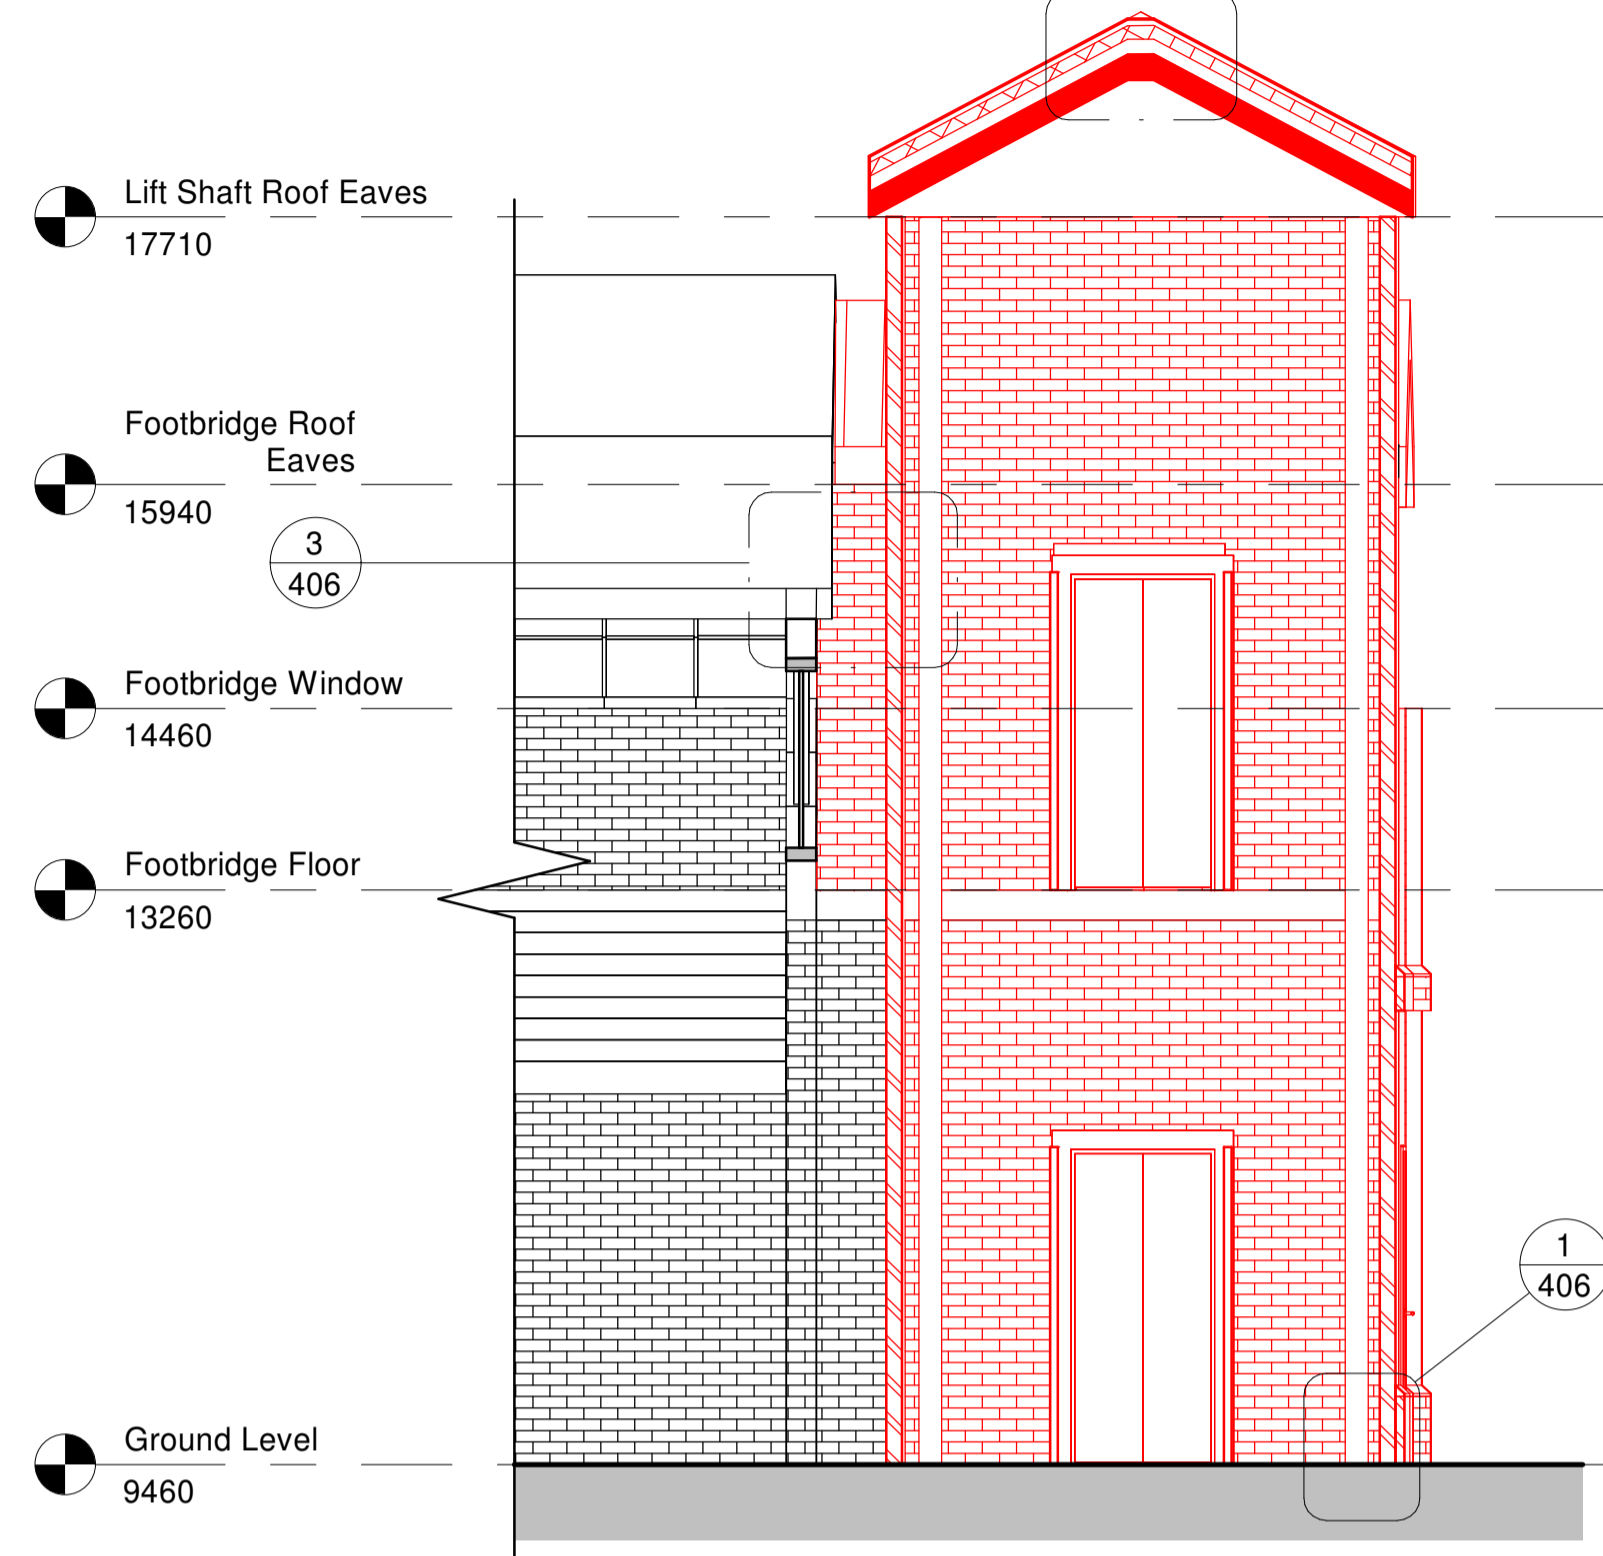 Lift Shaft Roof Eaves
17710
Footbridge Roof
Eaves
15940
3
406
Footbridge Window
14460
Footbridge Floor
13260
1
406
Ground Level
9460